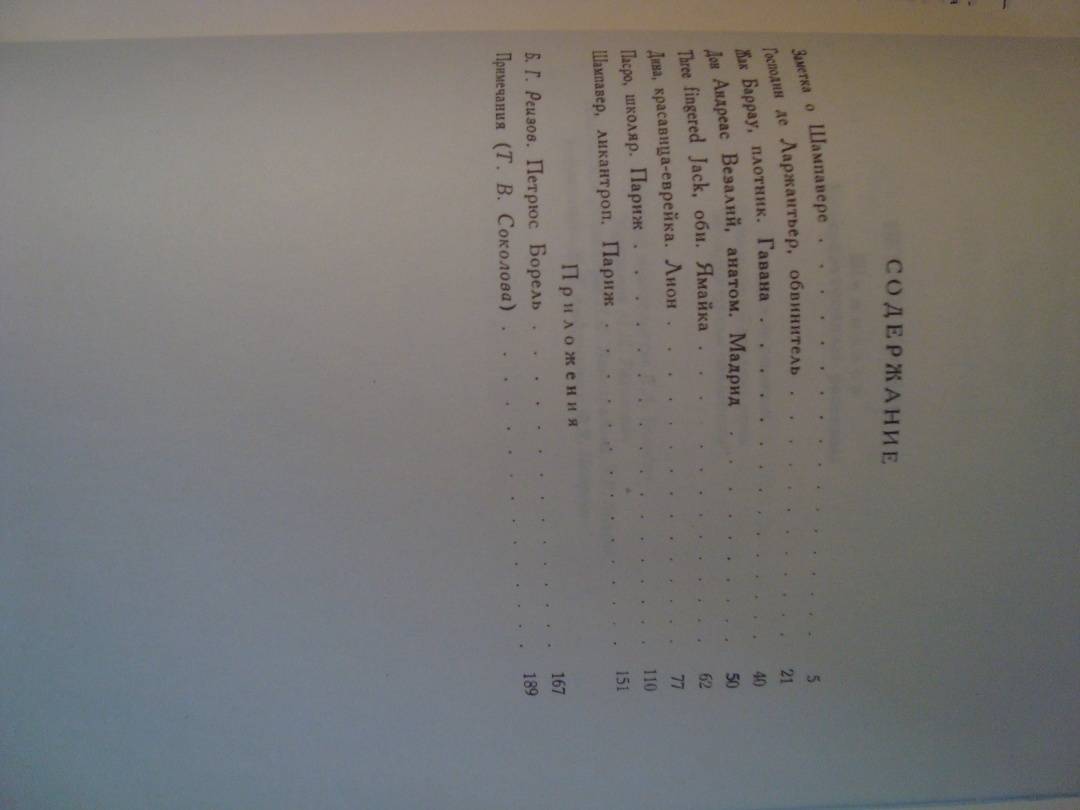 СОДЕРЖАНИЕ
Заметка о Шампавере . . . . . . . . . . . . . 5
Господин де Ларжантьер, обвинитель . . . . . . . . 21
Жак Баррау, плотник. Гавана . . . . . . . . . . 40
Дон Андреас Везалий, анатом. Мадрид . . . . . . . 50
Three fingered Jack, оби. Ямайка . . . . . . . . . 62
Дина, красавица-еврейка. Лион . . . . . . . . . . 77
Пасро, школяр. Париж . . . . . . . . . . . . 110
Шампавер, ликантроп. Париж . . . . . . . . . . 151
Приложения
Б. Г. Реизов. Петрюс Борель . . . . . . . . . . 167
Примечания (Т. В. Соколова) . . . . . . . . . . 189